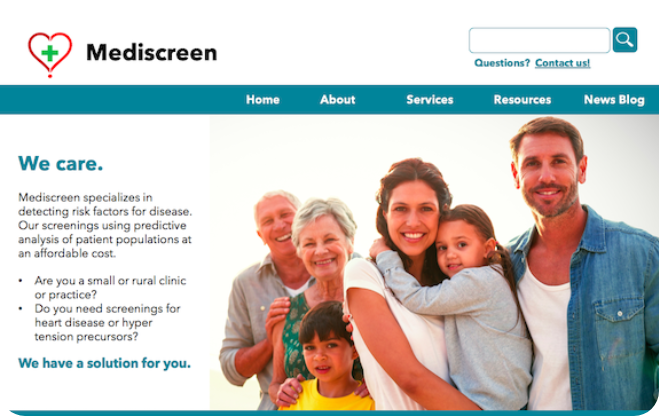 Mediscreen
Questions? Contact us!
Home About Services Resources News Blog
We care.
Mediscreen specializes in
detecting risk factors for disease.
Our screenings using predictive
analysis of patient populations at
an affordable cost.
• Are you a small or rural clinic
or practice?
• Do you need screenings for
heart disease or hyper
tension precursors?
We have a solution for you.